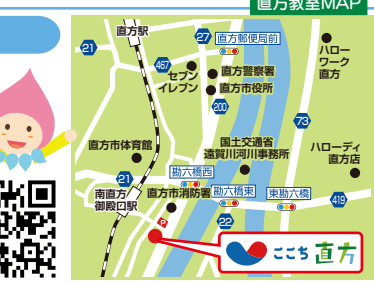 直方教室MAP
直方駅
21
27
直方郵便局前
ハロー
ワーク
直方
467
セブン
イレブン
直方警察署
直方市役所
200
73
直方市体育館
国土交通省
遠賀川河川事務所
ハローディ
直方店
勘六橋西
21
南直方
御殿口駅
直方市消防署
勘六橋東
東勘六橋
419
22
P
こころ 直方